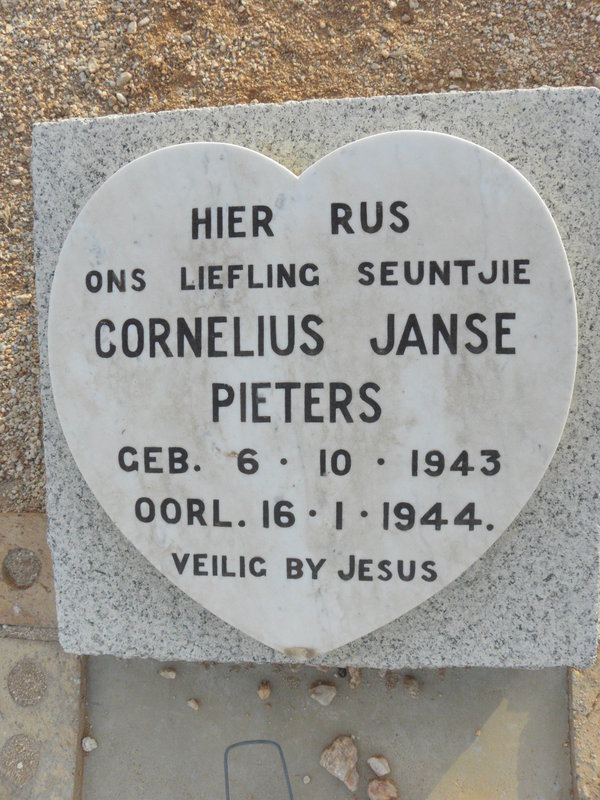 HIER RUS
ONS LIEFLING SEUNTJIE
CORNELIUS JANSE
PIETERS
GEB. 6 · 10 · 1943
OORL. 16 · 1 · 1944.
VEILIG BY JESUS